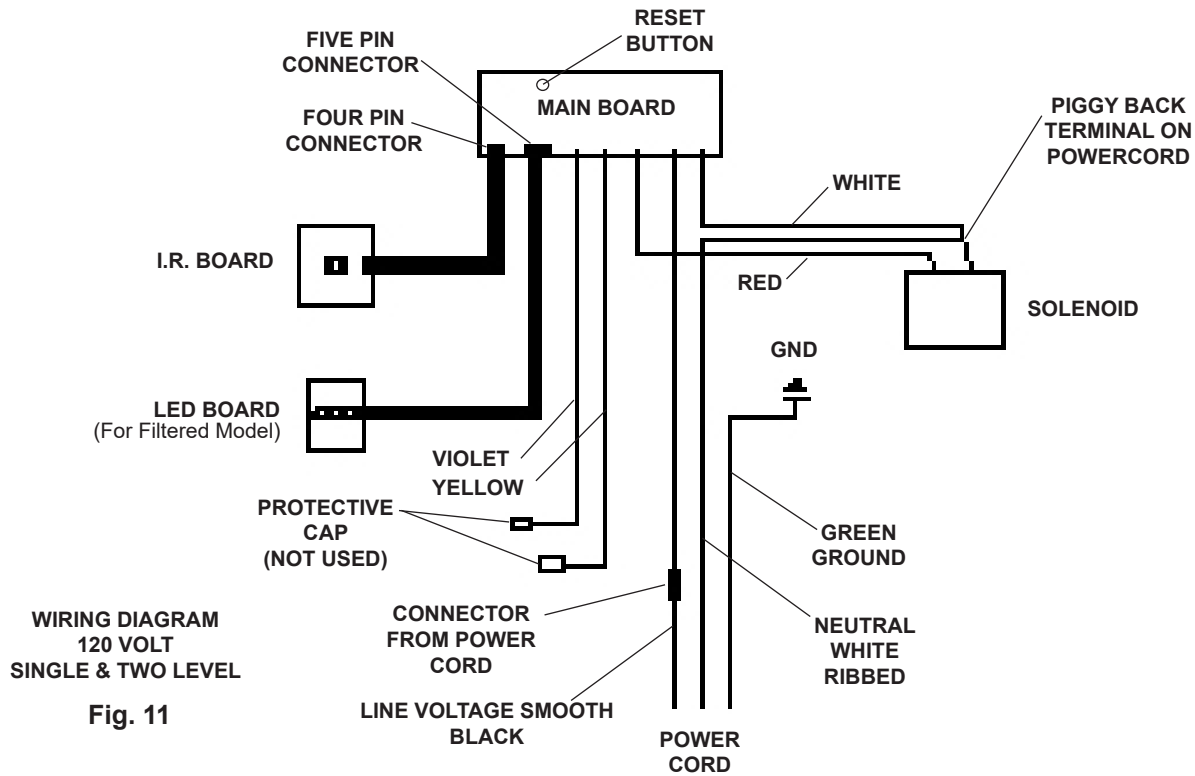 RESET
BUTTON
FIVE PIN
CONNECTOR
MAIN BOARD
FOUR PIN
CONNECTOR
PIGGY BACK
TERMINAL ON
POWERCORD
WHITE
I.R. BOARD
RED
SOLENOID
GND
LED BOARD
(For Filtered Model)
VIOLET
YELLOW
PROTECTIVE
CAP
(NOT USED)
GREEN
GROUND
CONNECTOR
FROM POWER
CORD
NEUTRAL
WHITE
RIBBED
WIRING DIAGRAM
120 VOLT
SINGLE & TWO LEVEL
Fig. 11
LINE VOLTAGE SMOOTH
BLACK
POWER
CORD